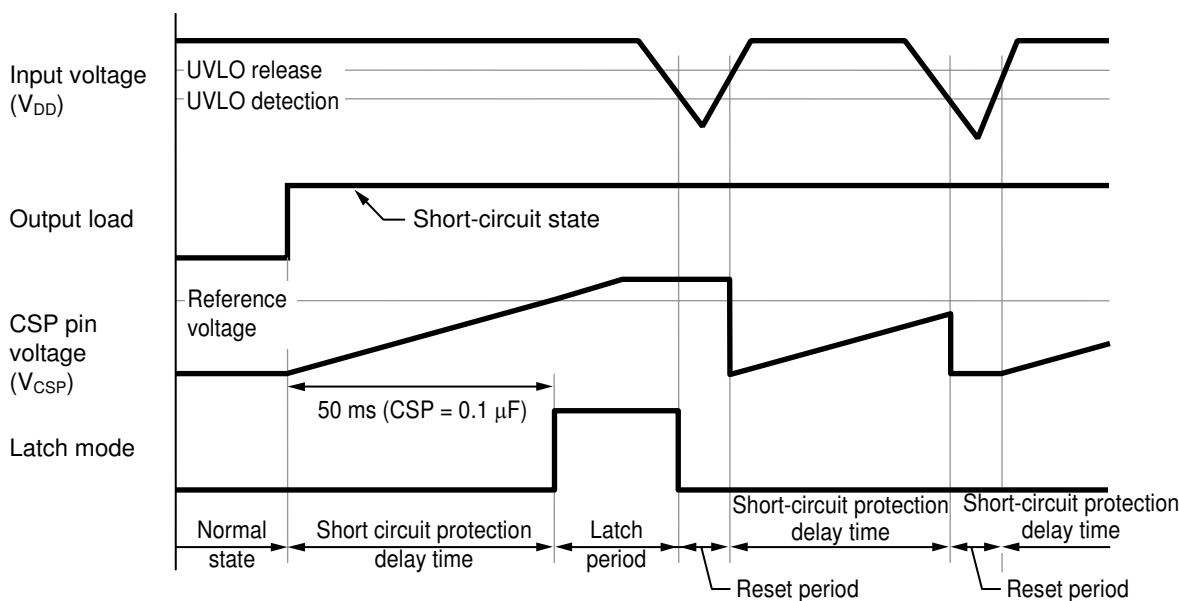 Input voltage
(VDD)
UVLO release
UVLO detection
Output load
Short-circuit state
Reference
voltage
CSP pin
voltage
(VCSP)
50 ms (CSP = 0.1 μF)
Latch mode
Normal
state
Short circuit protection
delay time
Latch
period
Reset period
Short-circuit protection
delay time
Reset period
Short-circuit protection
delay time